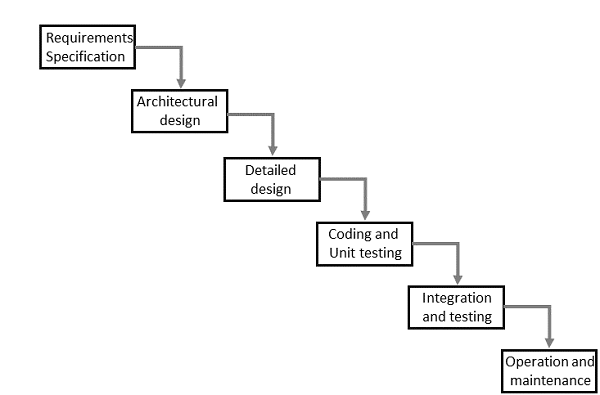 Requirements
Specification
Architectural
design
Detailed
design
Coding and
Unit testing
Integration
and testing
Operation and
maintenance